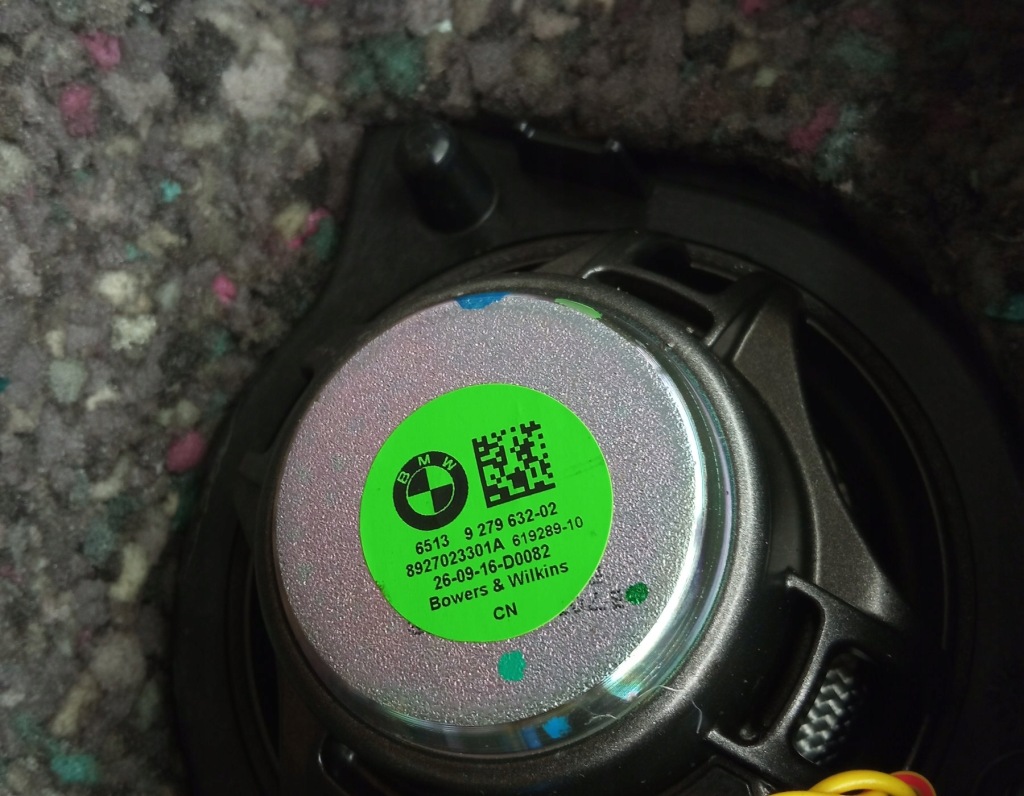 BMW
6513 9 279 632-02
8927023301A 619289-10
26-09-16-D0082
Bowers & Wilkins
CN